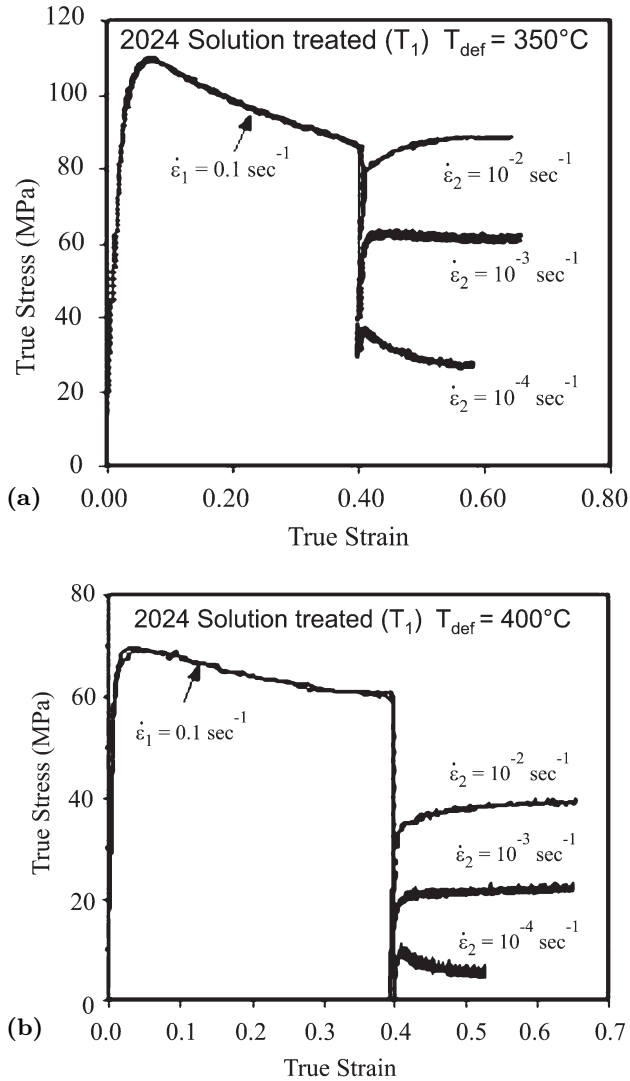 120
2024 Solution treated (T₁) T_def = 350°C
100
ε̇₁ = 0.1 sec⁻¹
ε̇₂ = 10⁻² sec⁻¹
80
60
ε̇₂ = 10⁻³ sec⁻¹
40
ε̇₂ = 10⁻⁴ sec⁻¹
20
0
True Stress (MPa)
(a)
0.00 0.20 0.40 0.60 0.80
True Strain
80
2024 Solution treated (T₁) T_def = 400°C
60
ε̇₁ = 0.1 sec⁻¹
ε̇₂ = 10⁻² sec⁻¹
40
ε̇₂ = 10⁻³ sec⁻¹
20
ε̇₂ = 10⁻⁴ sec⁻¹
0
True Stress (MPa)
(b)
0.0 0.1 0.2 0.3 0.4 0.5 0.6 0.7
True Strain